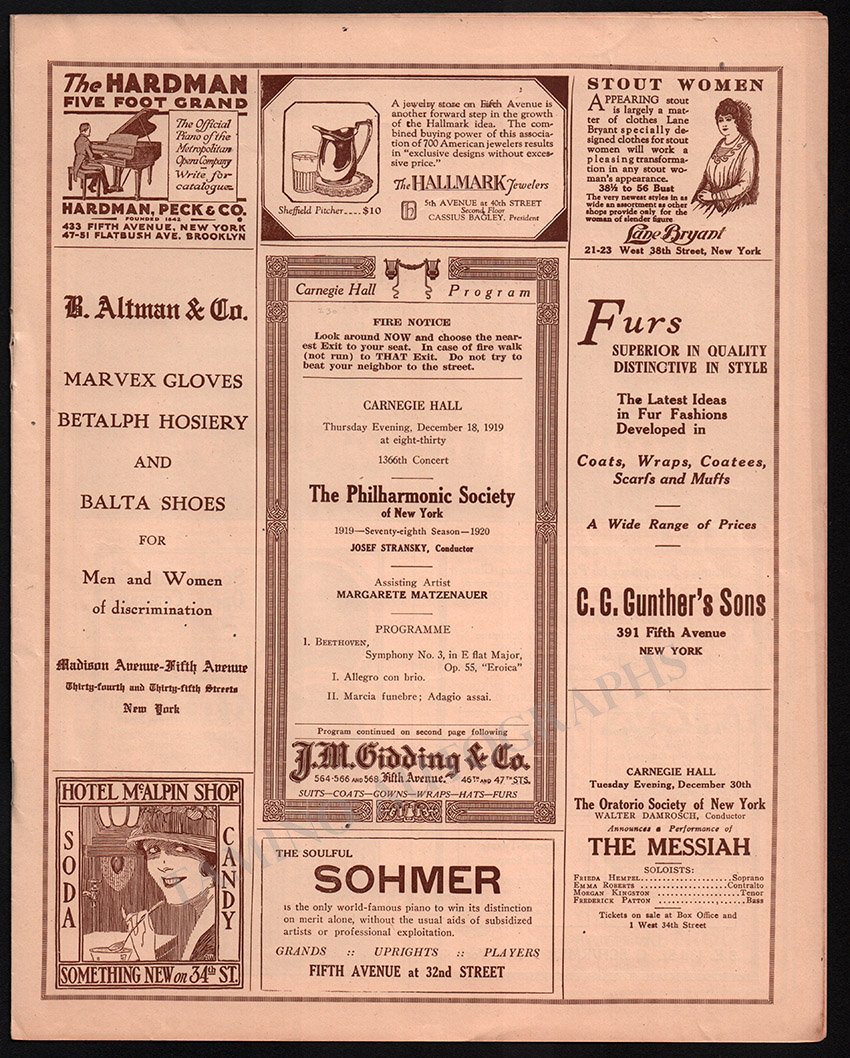 The HARDMAN
FIVE FOOT GRAND
The Official
Piano of the
Metropolitan
Opera Company
Write for
catalogue
HARDMAN, PECK & CO.
FOUNDED 1842
433 FIFTH AVENUE, NEW YORK
47-51 FLATBUSH AVE. BROOKLYN
B. Altman & Co.
MARVEX GLOVES
BETALPH HOSIERY
AND
BALTA SHOES
FOR
Men and Women
of discrimination
Madison Avenue-Fifth Avenue
Thirty-fourth and Thirty-fifth Streets
New York
HOTEL McALPIN SHOP
SODA
CANDY
SOMETHING NEW on 34th ST.
A jewelry store on Fifth Avenue is
another forward step in the growth
of the Hallmark idea. The com-
bined buying power of this associa-
tion of 700 American jewelers results
in "exclusive designs without exces-
sive price."
The HALLMARK Jewelers
Sheffield Pitcher....$10
5th AVENUE at 40th STREET
Second Floor
CASSIUS BAGLEY, President
Carnegie Hall Program
230
FIRE NOTICE
Look around NOW and choose the near-
est Exit to your seat. In case of fire walk
(not run) to THAT Exit. Do not try to
beat your neighbor to the street.
CARNEGIE HALL
Thursday Evening, December 18, 1919
at eight-thirty
1366th Concert
The Philharmonic Society
of New York
1919—Seventy-eighth Season—1920
JOSEF STRANSKY, Conductor
Assisting Artist
MARGARETE MATZENAUER
PROGRAMME
1. BEETHOVEN,
Symphony No. 3, in E flat Major,
Op. 55, "Eroica"
I. Allegro con brio.
II. Marcia funebre; Adagio assai.
Program continued on second page following
J.M. Gidding & Co.
564-566 AND 568 Fifth Avenue. 46TH AND 47TH STS.
SUITS—COATS—GOWNS—WRAPS—HATS—FURS
THE SOULFUL
SOHMER
is the only world-famous piano to win its distinction
on merit alone, without the usual aids of subsidized
artists or professional exploitation.
GRANDS :: UPRIGHTS :: PLAYERS
FIFTH AVENUE at 32nd STREET
STOUT WOMEN
APPEARING stout
is largely a mat-
ter of clothes Lane
Bryant specially de-
signed clothes for stout
women will work a
pleasing transforma-
tion in any stout wo-
man's appearance.
38½ to 56 Bust
The very newest styles in as
wide an assortment as other
shops provide only for the
woman of slender figure
Lane Bryant
21-23 West 38th Street, New York
Furs
SUPERIOR IN QUALITY
DISTINCTIVE IN STYLE
The Latest Ideas
in Fur Fashions
Developed in
Coats, Wraps, Coatees,
Scarfs and Muffs
A Wide Range of Prices
C. G. Gunther's Sons
391 Fifth Avenue
NEW YORK
CARNEGIE HALL
Tuesday Evening, December 30th
The Oratorio Society of New York
WALTER DAMROSCH, Conductor
Announces a Performance of
THE MESSIAH
SOLOISTS:
FRIEDA HEMPEL....................Soprano
EMMA ROBERTS....................Contralto
MORGAN KINGSTON....................Tenor
FREDERICK PATTON....................Bass
Tickets on sale at Box Office and
1 West 34th Street